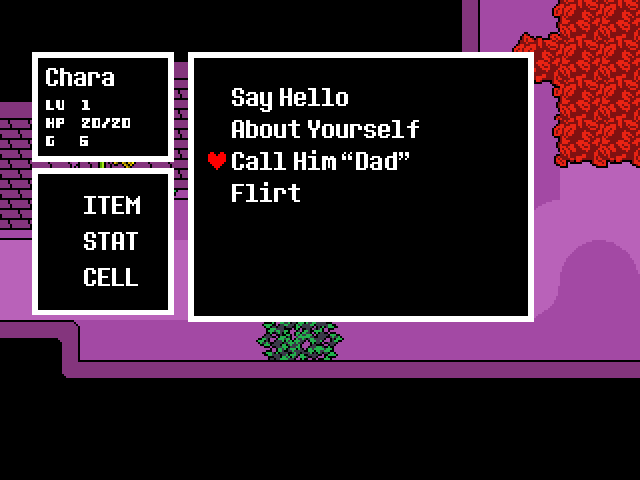 Chara
LV 1
HP 20/20
G 6
ITEM
STAT
CELL
Say Hello
About Yourself
Call Him “Dad”
Flirt